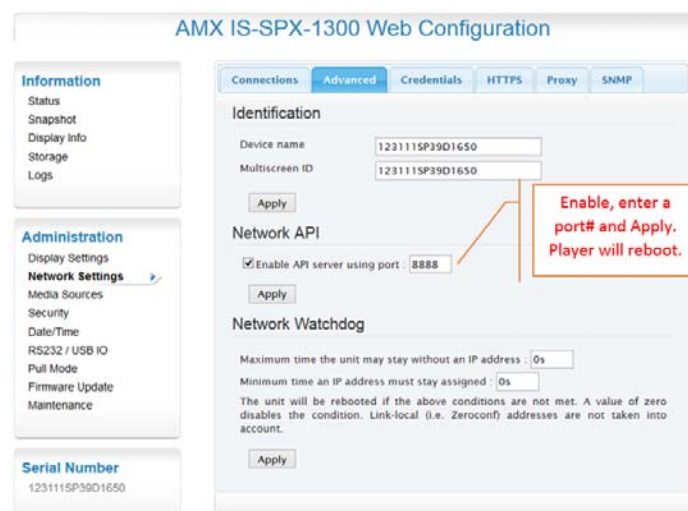 AMX IS-SPX-1300 Web Configuration
Information
Status
Snapshot
Display Info
Storage
Logs
Administration
Display Settings
Network Settings
Media Sources
Security
Date/Time
RS232 / USB IO
Pull Mode
Firmware Update
Maintenance
Serial Number
123111SP39D1650
Connections Advanced Credentials HTTPS Proxy SNMP
Identification
Device name 123111SP39D1650
Multiscreen ID 123111SP39D1650
Apply
Network API
Enable API server using port : 8888
Apply
Enable, enter a
port# and Apply.
Player will reboot.
Network Watchdog
Maximum time the unit may stay without an IP address : 0s
Minimum time an IP address must stay assigned : 0s
The unit will be rebooted if the above conditions are not met. A value of zero
disables the condition. Link-local (i.e. Zeroconf) addresses are not taken into
account.
Apply